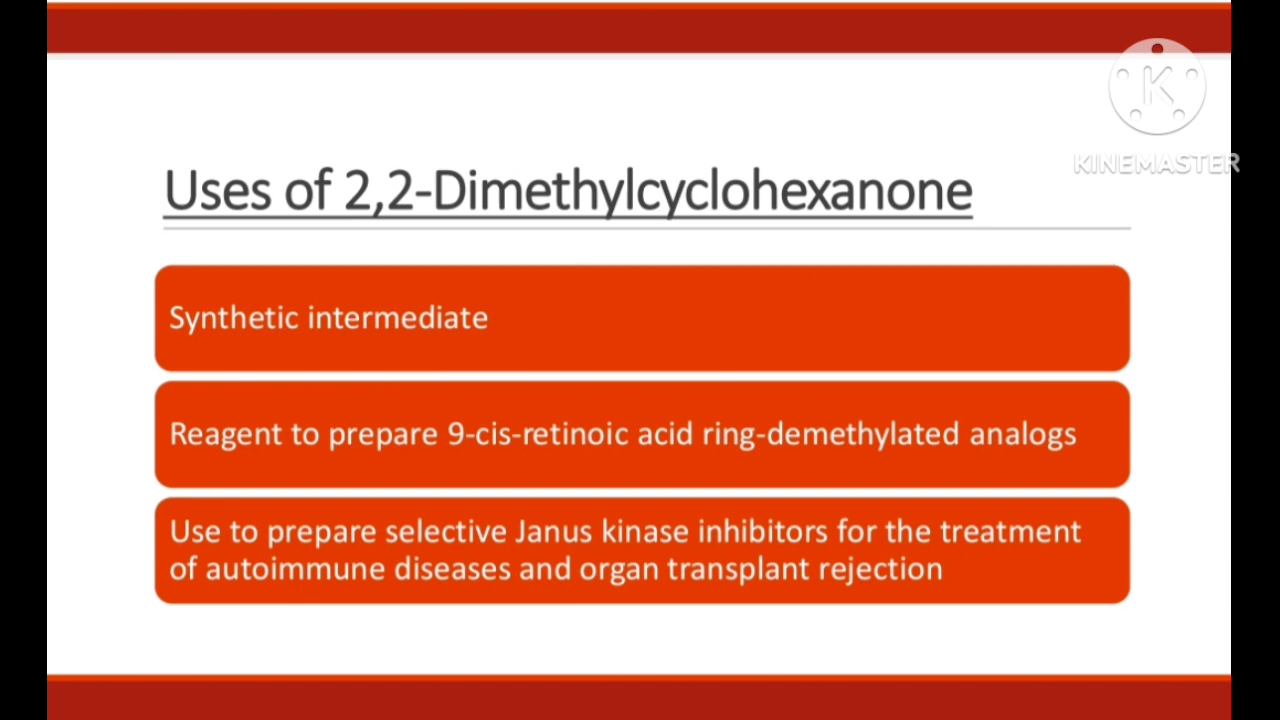 K
KINEMASTER
Uses of 2,2-Dimethylcyclohexanone
Synthetic intermediate
Reagent to prepare 9-cis-retinoic acid ring-demethylated analogs
Use to prepare selective Janus kinase inhibitors for the treatment
of autoimmune diseases and organ transplant rejection